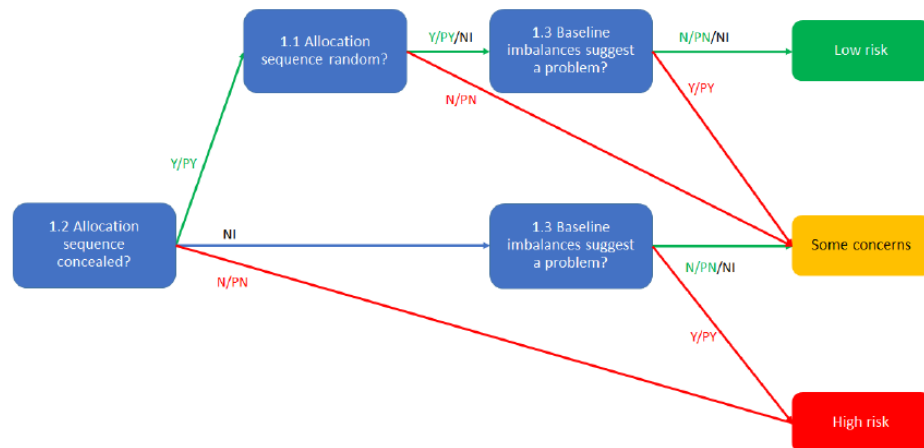 1.1 Allocation
sequence random?
Y/PY/NI
1.3 Baseline
imbalances suggest
a problem?
N/PN/NI
Low risk
N/PN
Y/PY
Y/PY
1.2 Allocation
sequence
concealed?
NI
1.3 Baseline
imbalances suggest
a problem?
Some concerns
N/PN/NI
N/PN
Y/PY
High risk